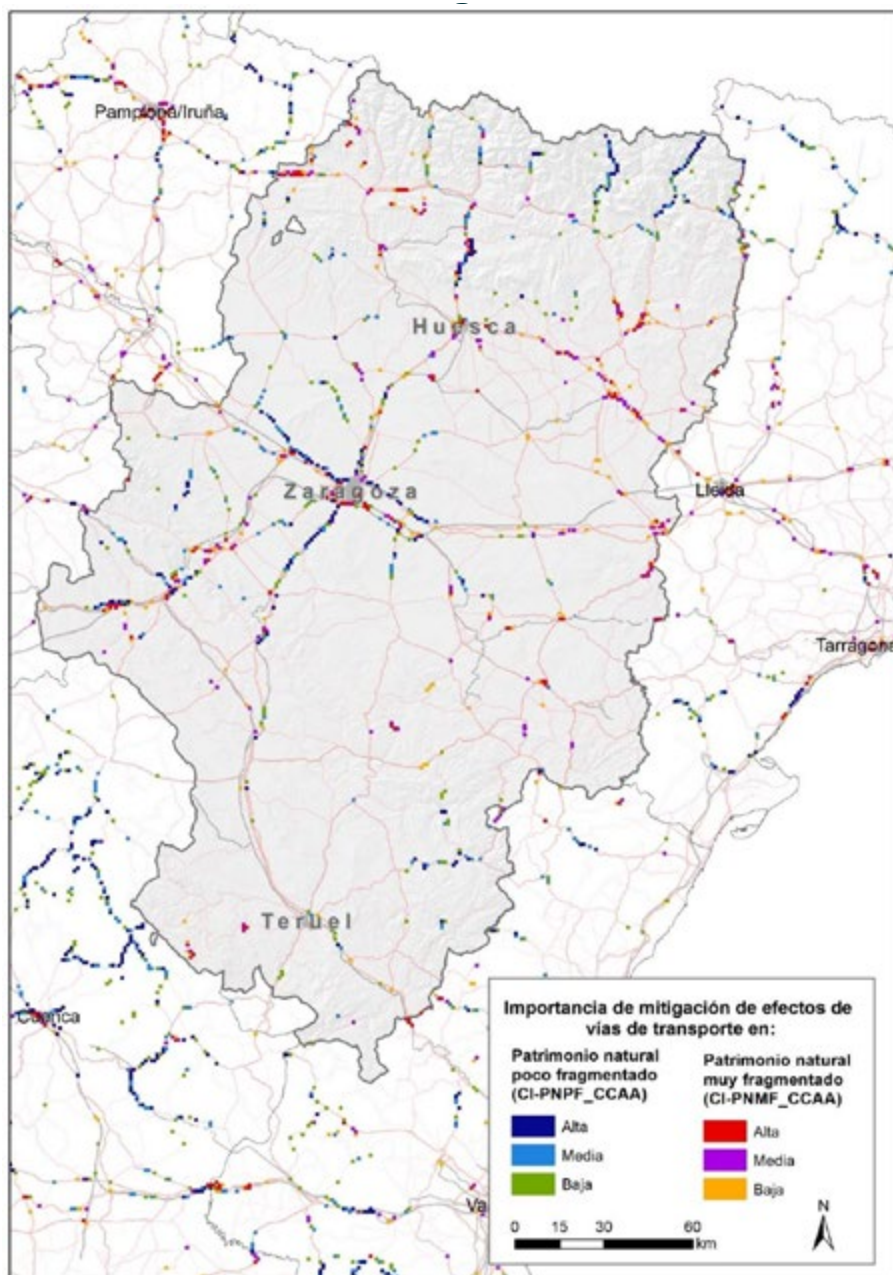 Pamplona/Iruña
Huesca
Zaragoza
Lleida
Tarragona
Teruel
Cuenca
Va
Importancia de mitigación de efectos de
vías de transporte en:
Patrimonio natural
poco fragmentado
(CI-PNPF_CCAA)
Alta
Media
Baja
Patrimonio natural
muy fragmentado
(CI-PNMF_CCAA)
Alta
Media
Baja
N
0 15 30 60
km